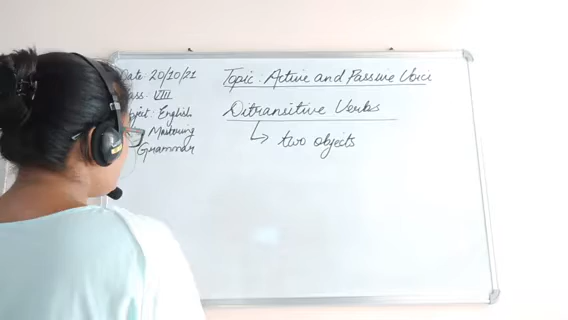 Date: 20/10/21
Class: VIII
Subject: English
Mastering
Grammar
Topic: Active and Passive Voice
Ditransitive Verbs
↳ two objects